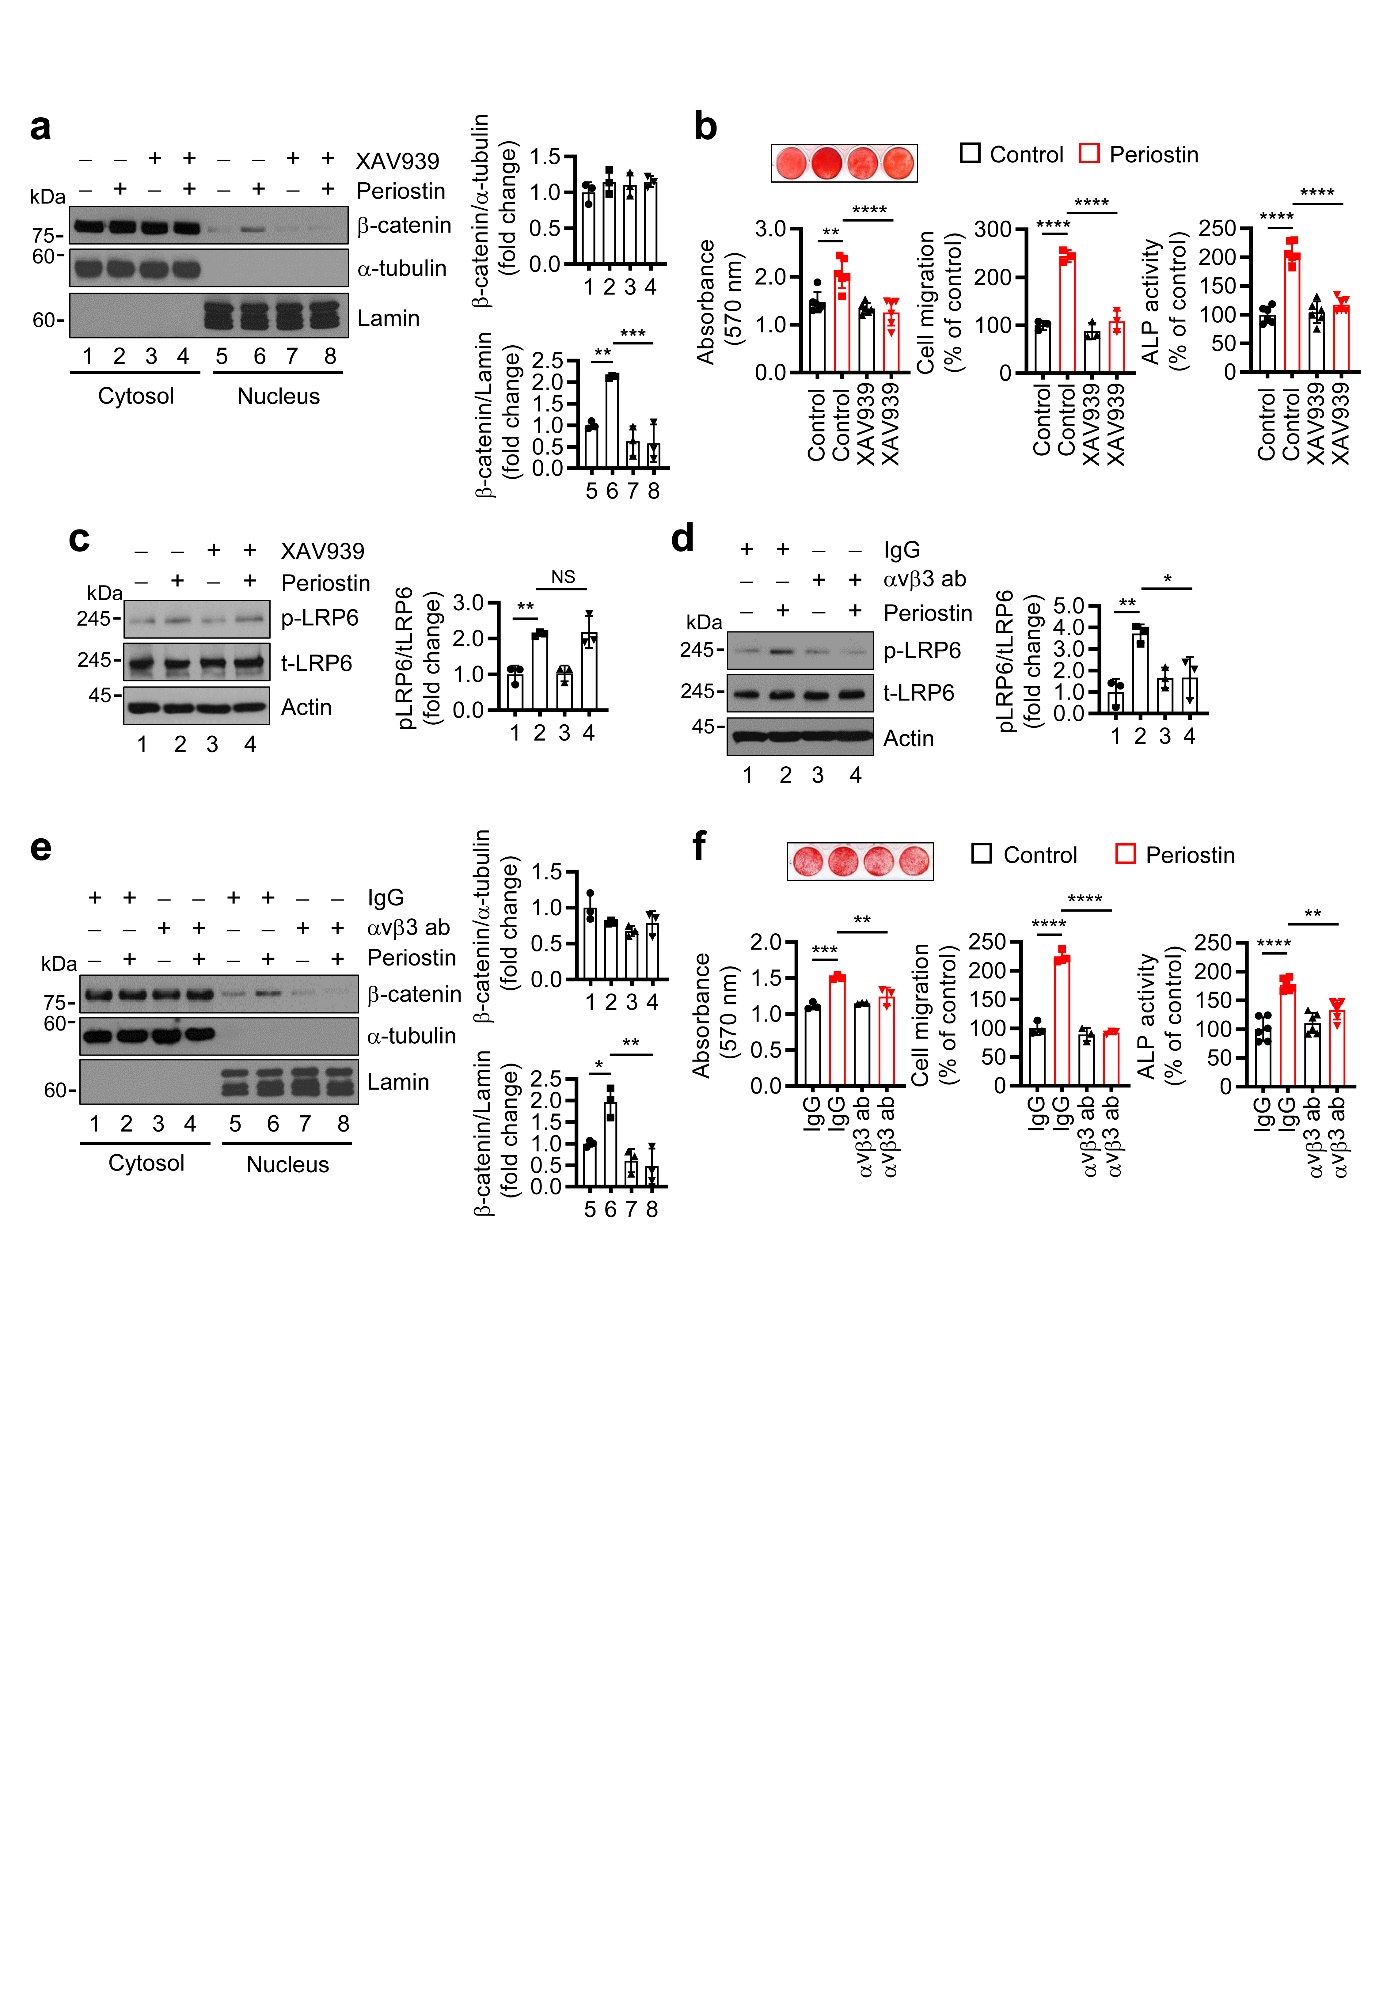 a
– – + + – – + + XAV939
– + – + – + – + Periostin
kDa
75-
60-
60-
β-catenin
α-tubulin
Lamin
1 2 3 4 5 6 7 8
Cytosol Nucleus
β-catenin/α-tubulin
(fold change)
1.5
1.0
0.5
0.0
1 2 3 4
β-catenin/Lamin
(fold change)
** ***
2.5
2.0
1.5
1.0
0.5
0.0
5 6 7 8
b
Control Periostin
Absorbance
(570 nm)
** ****
3.0
2.0
1.0
0.0
Control Control XAV939 XAV939
Cell migration
(% of control)
**** ****
300
200
100
0
Control Control XAV939 XAV939
ALP activity
(% of control)
**** ****
250
200
150
100
50
0
Control Control XAV939 XAV939
c
– – + + XAV939
– + – + Periostin
kDa
245- p-LRP6
245- t-LRP6
45- Actin
1 2 3 4
pLRP6/tLRP6
(fold change)
** NS
3.0
2.0
1.0
0.0
1 2 3 4
d
+ + – – IgG
– – + + αvβ3 ab
– + – + Periostin
kDa
245- p-LRP6
245- t-LRP6
45- Actin
1 2 3 4
pLRP6/tLRP6
(fold change)
** *
5.0
4.0
3.0
2.0
1.0
0.0
1 2 3 4
e
+ + – – + + – – IgG
– – + + – – + + αvβ3 ab
– + – + – + – + Periostin
kDa
75-
60-
60-
β-catenin
α-tubulin
Lamin
1 2 3 4 5 6 7 8
Cytosol Nucleus
β-catenin/α-tubulin
(fold change)
1.5
1.0
0.5
0.0
1 2 3 4
β-catenin/Lamin
(fold change)
* **
2.5
2.0
1.5
1.0
0.5
0.0
5 6 7 8
f
Control Periostin
Absorbance
(570 nm)
*** **
2.0
1.5
1.0
0.5
0.0
IgG IgG αvβ3 ab αvβ3 ab
Cell migration
(% of control)
**** ****
250
200
150
100
50
0
IgG IgG αvβ3 ab αvβ3 ab
ALP activity
(% of control)
**** **
250
200
150
100
50
0
IgG IgG αvβ3 ab αvβ3 ab